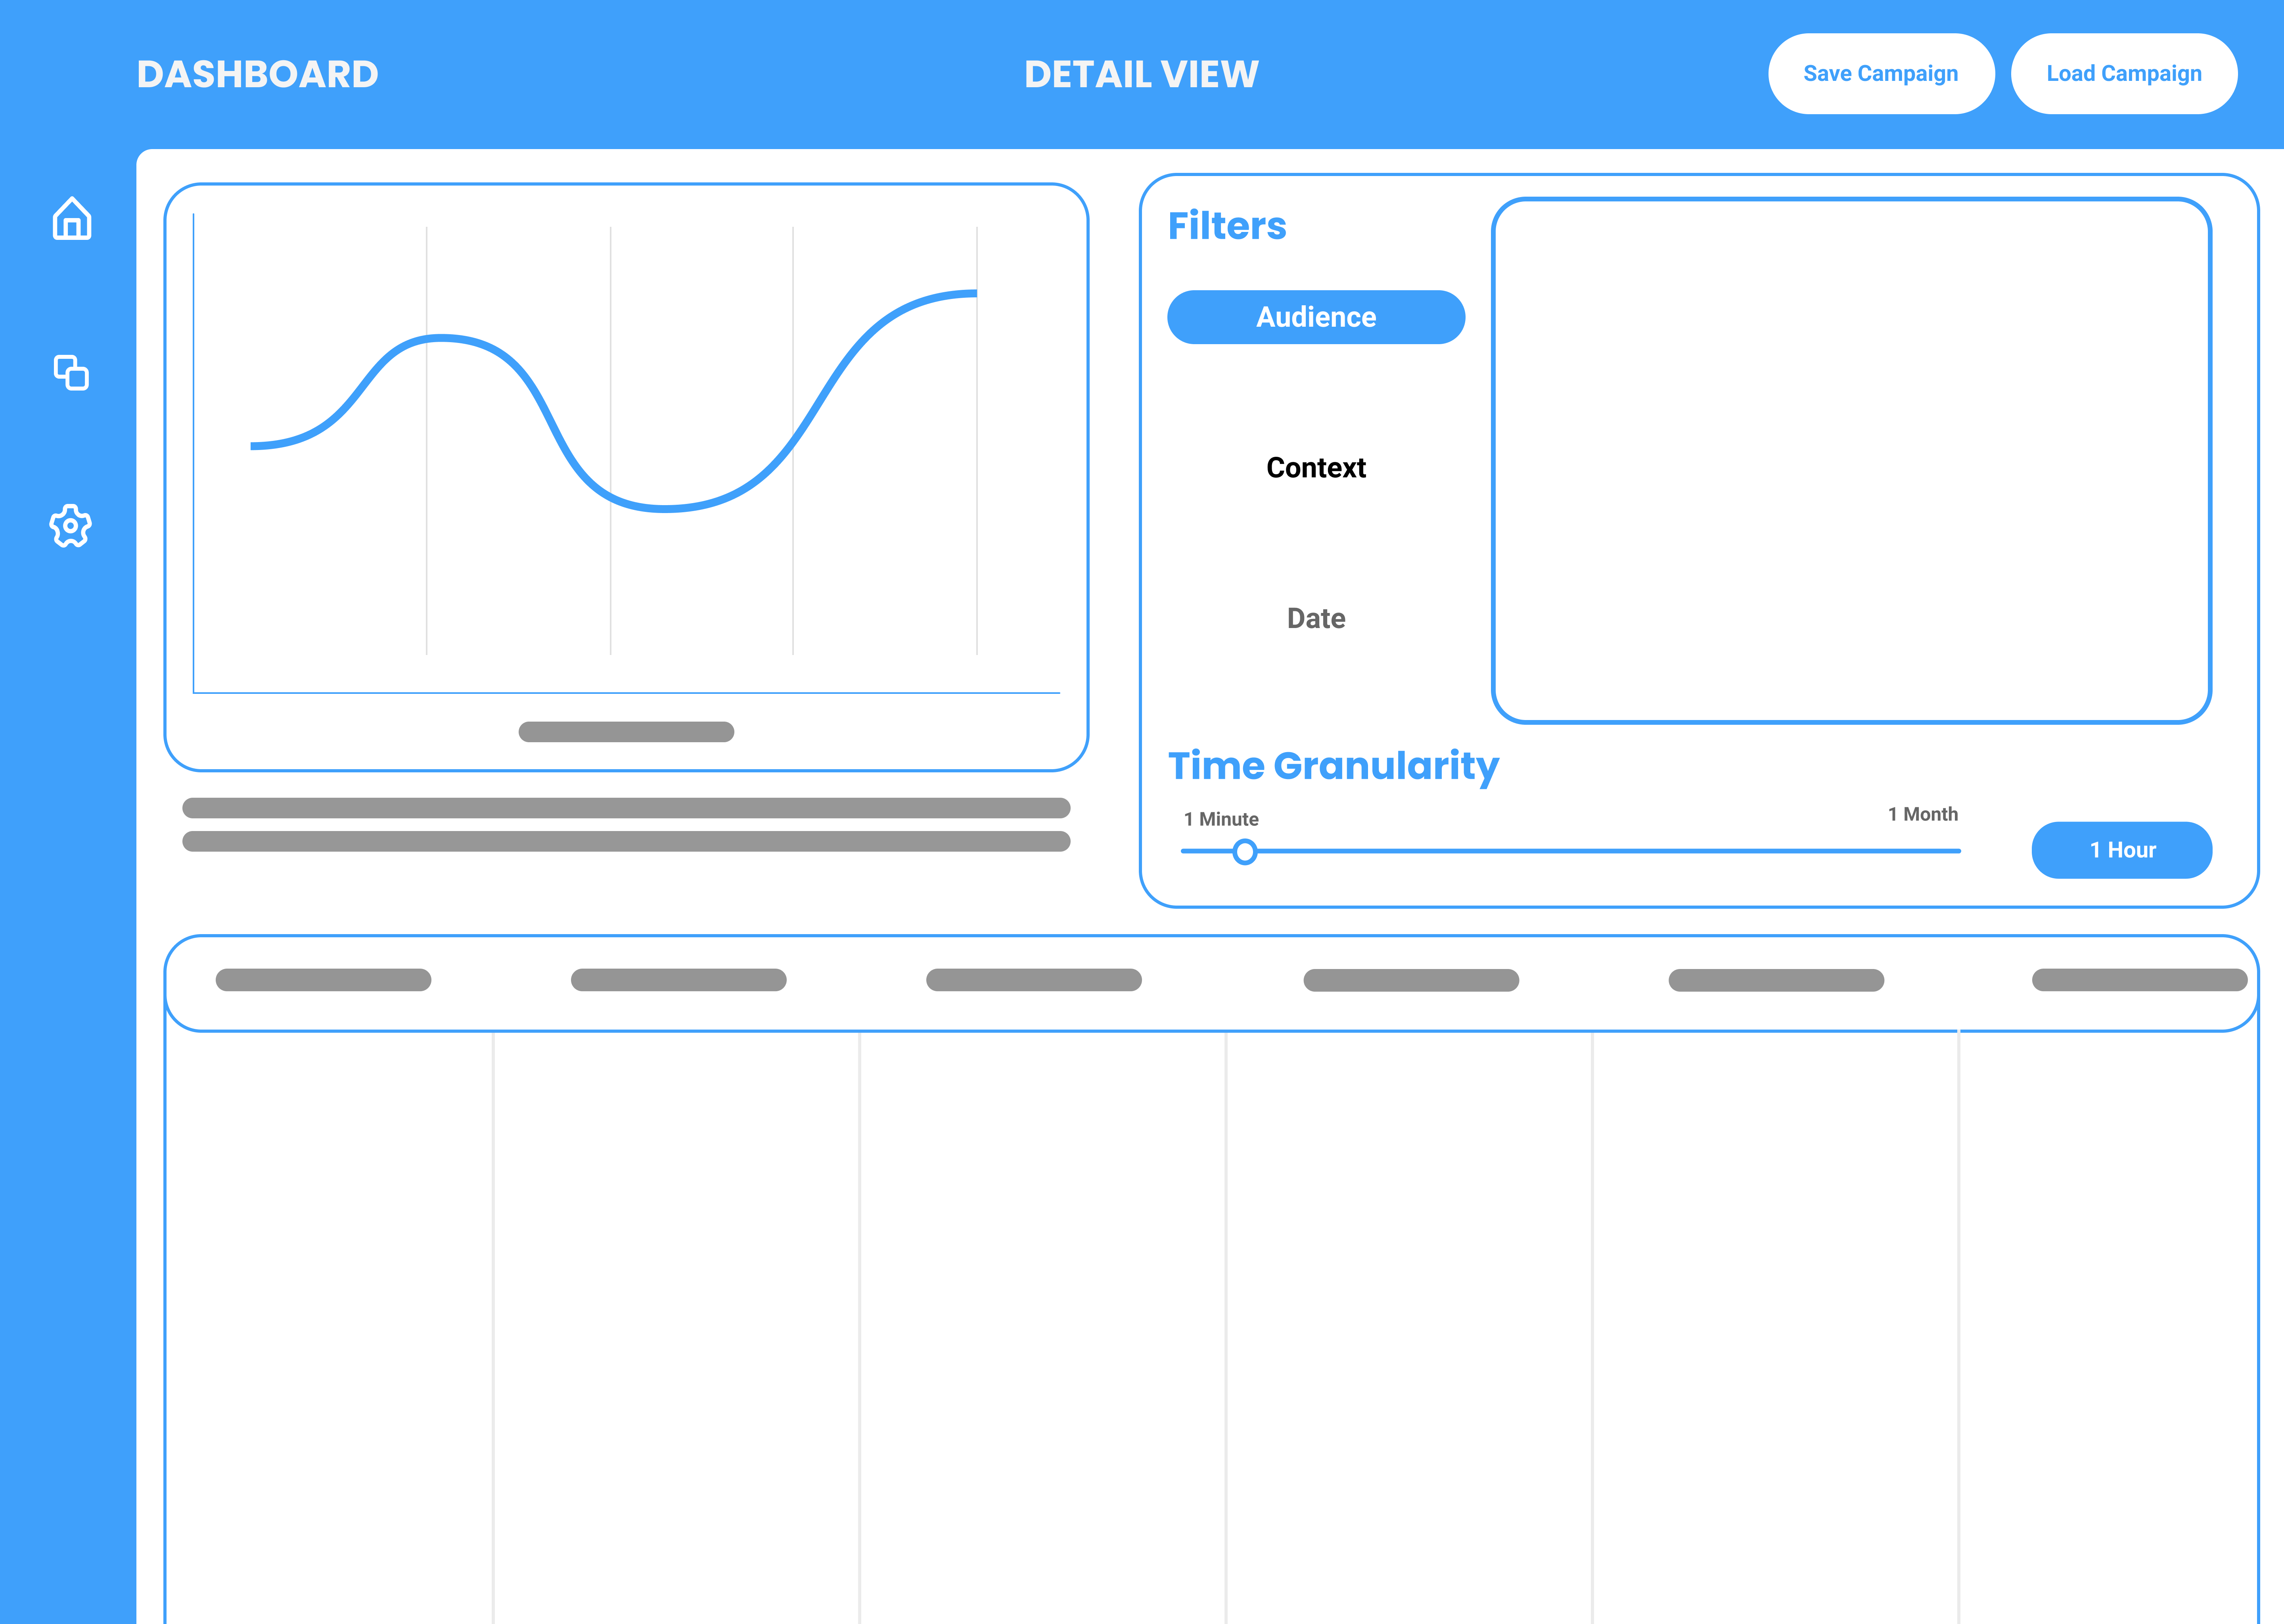 DASHBOARD
DETAIL VIEW
Save Campaign
Load Campaign
Filters
Audience
Context
Date
Time Granularity
1 Minute
1 Month
1 Hour